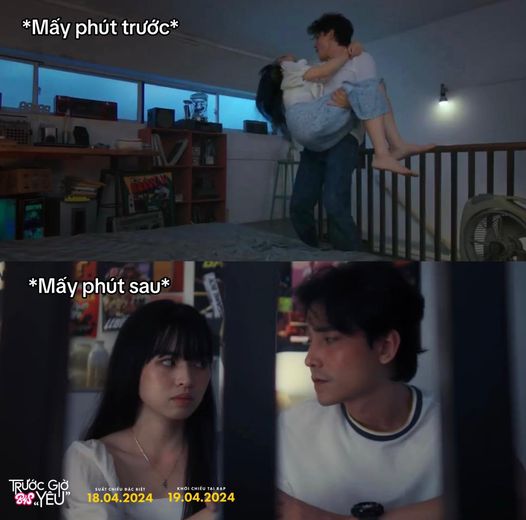 *Mấy phút trước*
*Mấy phút sau*
TRƯỚC GIỜ
"YÊU"
SUẤT CHIẾU ĐẶC BIỆT
18.04.2024
KHỞI CHIẾU TẠI RẠP
19.04.2024